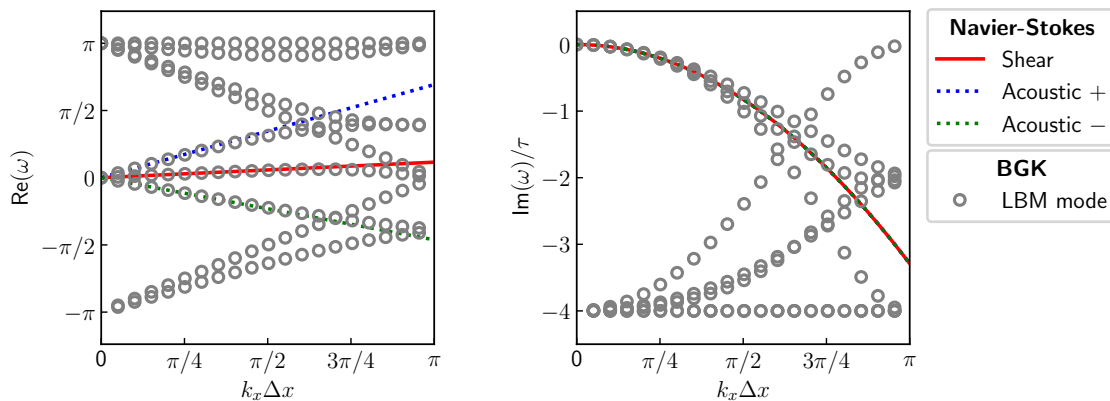 Re(ω)
π
π/2
0
−π/2
−π
0
π/4
π/2
3π/4
π
k_xΔx
Im(ω)/τ
0
−1
−2
−3
−4
0
π/4
π/2
3π/4
π
k_xΔx
Navier-Stokes
Shear
Acoustic +
Acoustic −
BGK
LBM mode